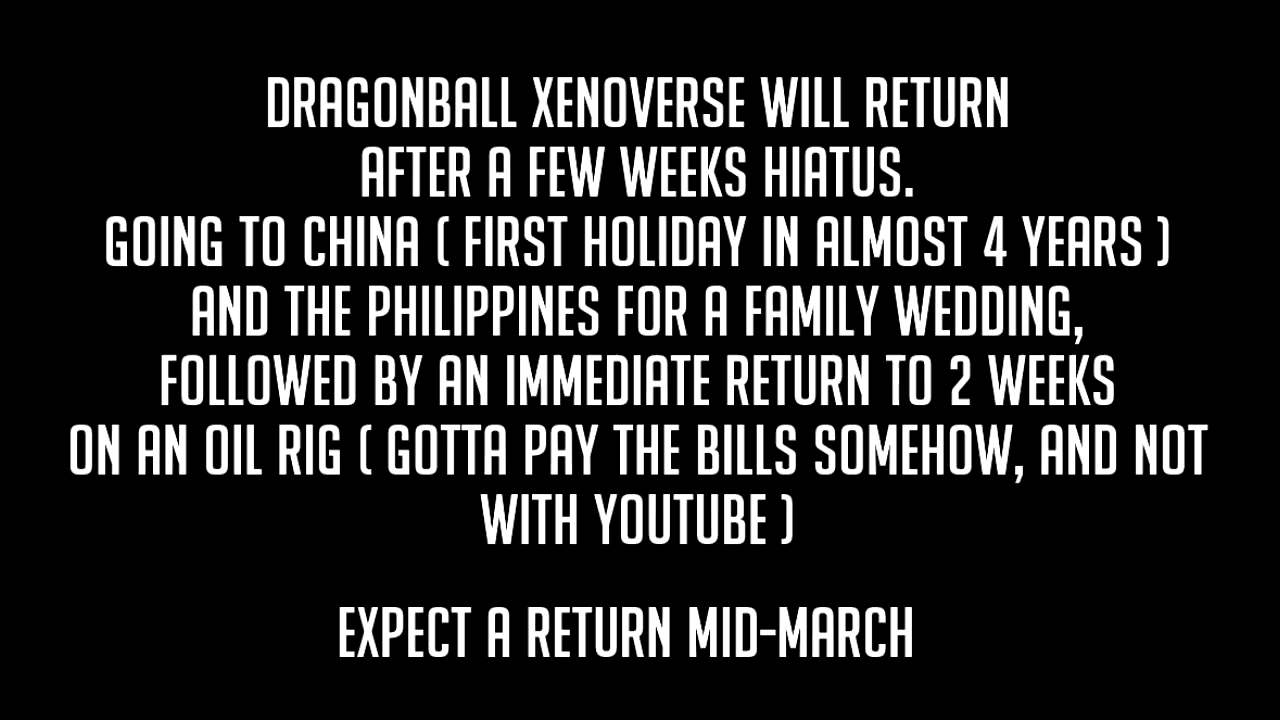 DRAGONBALL XENOVERSE WILL RETURN
AFTER A FEW WEEKS HIATUS.
GOING TO CHINA ( FIRST HOLIDAY IN ALMOST 4 YEARS )
AND THE PHILIPPINES FOR A FAMILY WEDDING,
FOLLOWED BY AN IMMEDIATE RETURN TO 2 WEEKS
ON AN OIL RIG ( GOTTA PAY THE BILLS SOMEHOW, AND NOT
WITH YOUTUBE )
EXPECT A RETURN MID-MARCH